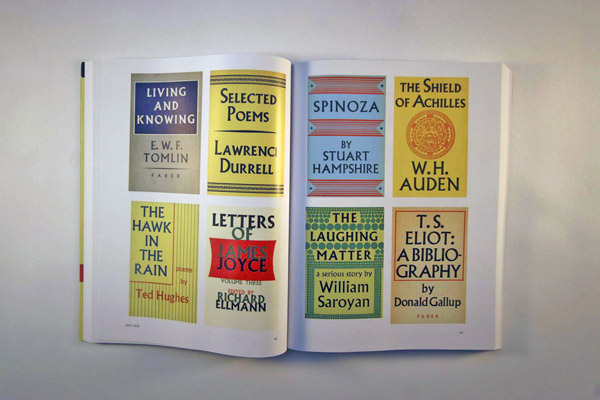 LIVING
AND
KNOWING
E. W. F.
TOMLIN
FABER
SELECTED
POEMS
LAWRENCE
DURRELL
THE
HAWK
IN
THE
RAIN
poems
by
Ted Hughes
LETTERS
OF
JAMES
JOYCE
VOLUME THREE
EDITED BY
RICHARD
ELLMANN
SPINOZA
BY
STUART
HAMPSHIRE
THE SHIELD
OF ACHILLES
W. H.
AUDEN
THE
LAUGHING
MATTER
a serious story by
William
Saroyan
T. S.
ELIOT:
A BIBLIO-
GRAPHY
by
Donald Gallup
FABER